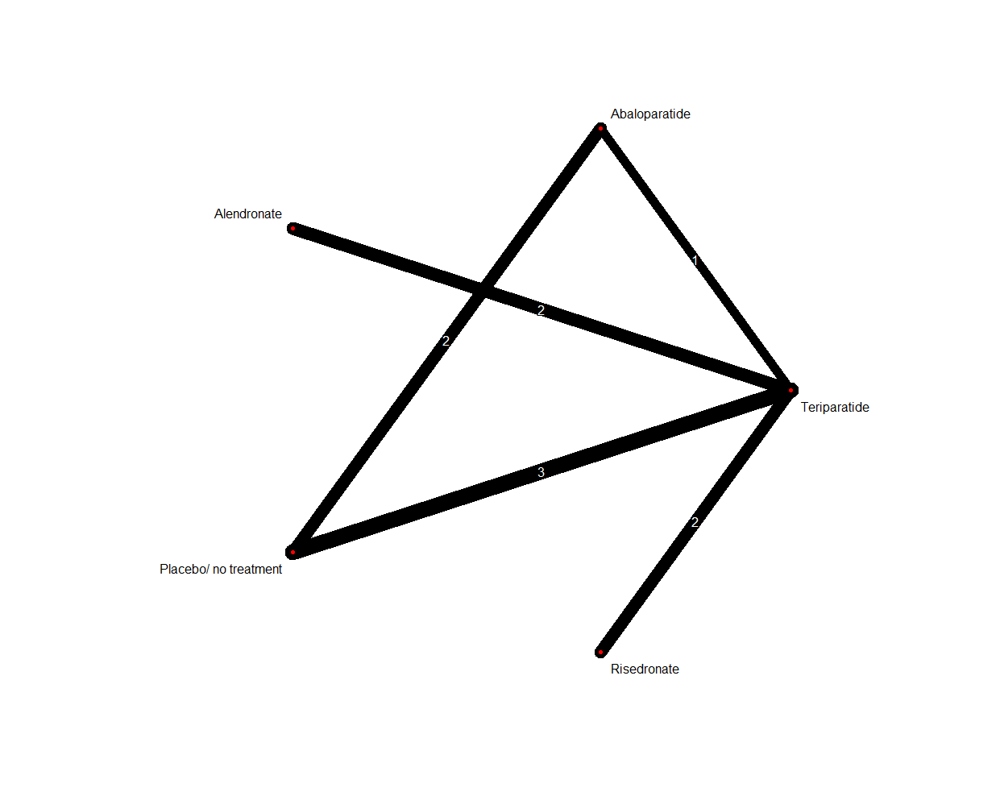 Abaloparatide
Alendronate
1
2
2
Teriparatide
3
2
Placebo/ no treatment
Risedronate